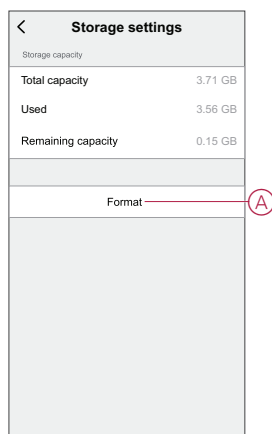 Storage settings
Storage capacity
Total capacity 3.71 GB
Used 3.56 GB
Remaining capacity 0.15 GB
Format A